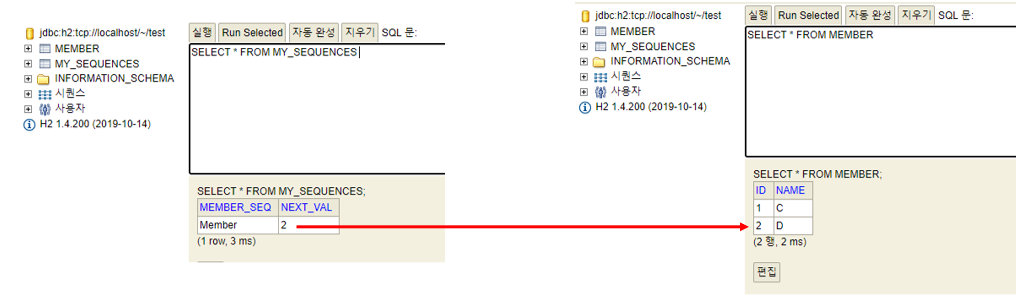 jdbc:h2:tcp://localhost/~/test
MEMBER
MY_SEQUENCES
INFORMATION_SCHEMA
시퀀스
사용자
H2 1.4.200 (2019-10-14)
실행 Run Selected 자동 완성 지우기 SQL 문:
SELECT * FROM MY_SEQUENCES
SELECT * FROM MY_SEQUENCES;
MEMBER_SEQ NEXT_VAL
Member 2
(1 row, 3 ms)
jdbc:h2:tcp://localhost/~/test
MEMBER
MY_SEQUENCES
INFORMATION_SCHEMA
시퀀스
사용자
H2 1.4.200 (2019-10-14)
실행 Run Selected 자동 완성 지우기 SQL 문:
SELECT * FROM MEMBER
SELECT * FROM MEMBER;
ID NAME
1 C
2 D
(2 행, 2 ms)
편집